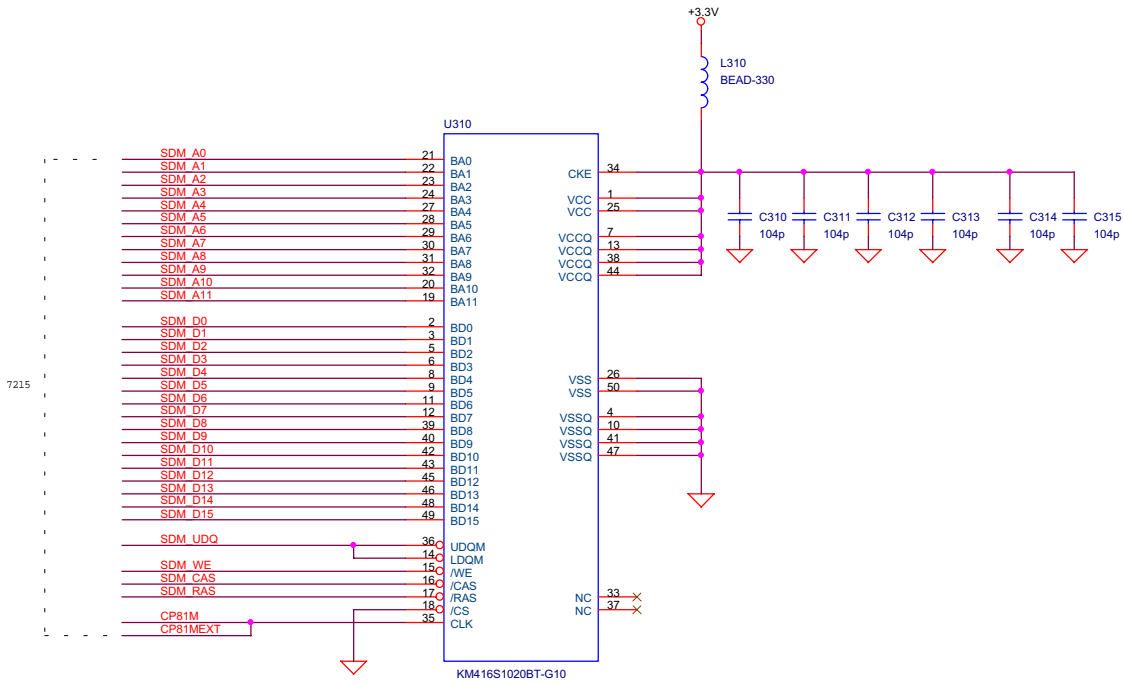 +3.3V
L310
BEAD-330
U310
SDM_A0 21 BA0
SDM_A1 22 BA1
SDM_A2 23 BA2
SDM_A3 24 BA3
SDM_A4 27 BA4
SDM_A5 28 BA5
SDM_A6 29 BA6
SDM_A7 30 BA7
SDM_A8 31 BA8
SDM_A9 32 BA9
SDM_A10 20 BA10
SDM_A11 19 BA11
SDM_D0 2 BD0
SDM_D1 3 BD1
SDM_D2 5 BD2
SDM_D3 6 BD3
SDM_D4 8 BD4
SDM_D5 9 BD5
SDM_D6 11 BD6
SDM_D7 12 BD7
SDM_D8 39 BD8
SDM_D9 40 BD9
SDM_D10 42 BD10
SDM_D11 43 BD11
SDM_D12 45 BD12
SDM_D13 46 BD13
SDM_D14 48 BD14
SDM_D15 49 BD15
SDM_UDQ 36 UDQM
14 LDQM
SDM_WE 15 /WE
SDM_CAS 16 /CAS
SDM_RAS 17 /RAS
18 /CS
CP81M 35 CLK
CP81MEXT
7215
CKE 34
VCC 1
VCC 25
VCCQ 7
VCCQ 13
VCCQ 38
VCCQ 44
VSS 26
VSS 50
VSSQ 4
VSSQ 10
VSSQ 41
VSSQ 47
NC 33
NC 37
C310
104p
C311
104p
C312
104p
C313
104p
C314
104p
C315
104p
KM416S1020BT-G10